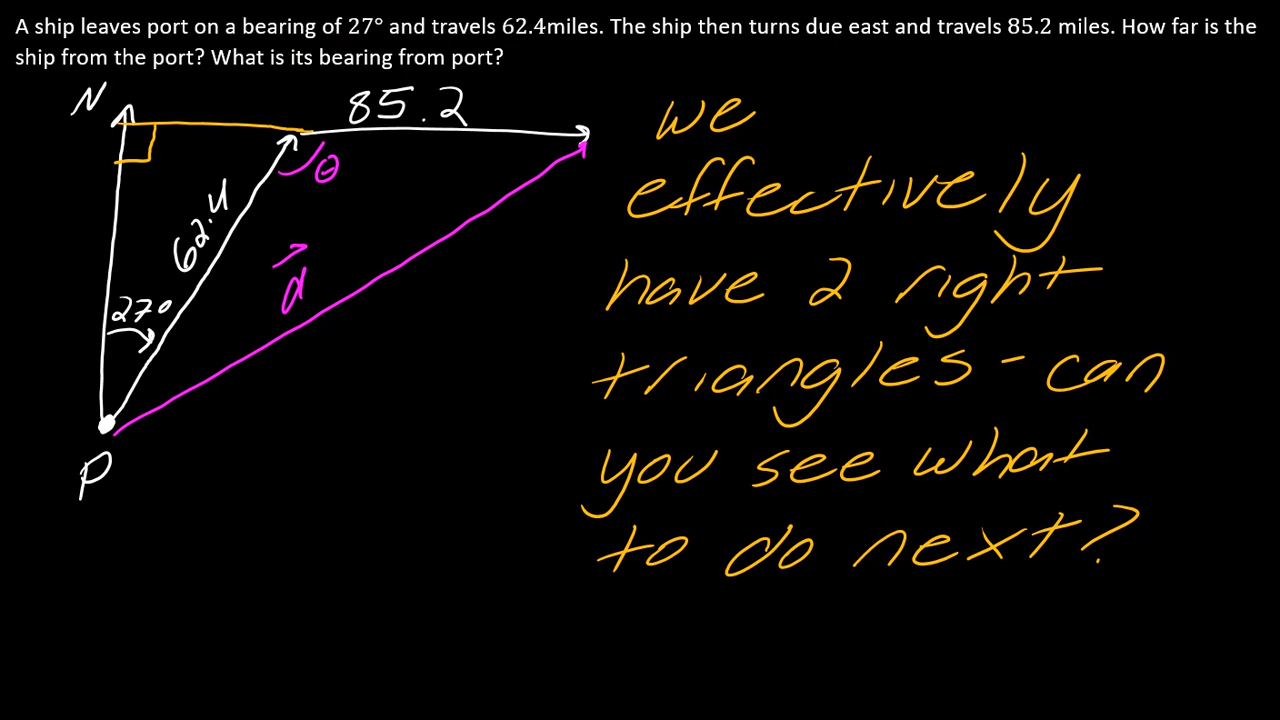 A ship leaves port on a bearing of 27° and travels 62.4miles. The ship then turns due east and travels 85.2 miles. How far is the
ship from the port? What is its bearing from port?
N
85.2
we
θ
effectively
62.4
d
have 2 right
27°
triangles - can
you see what
P
to do next?